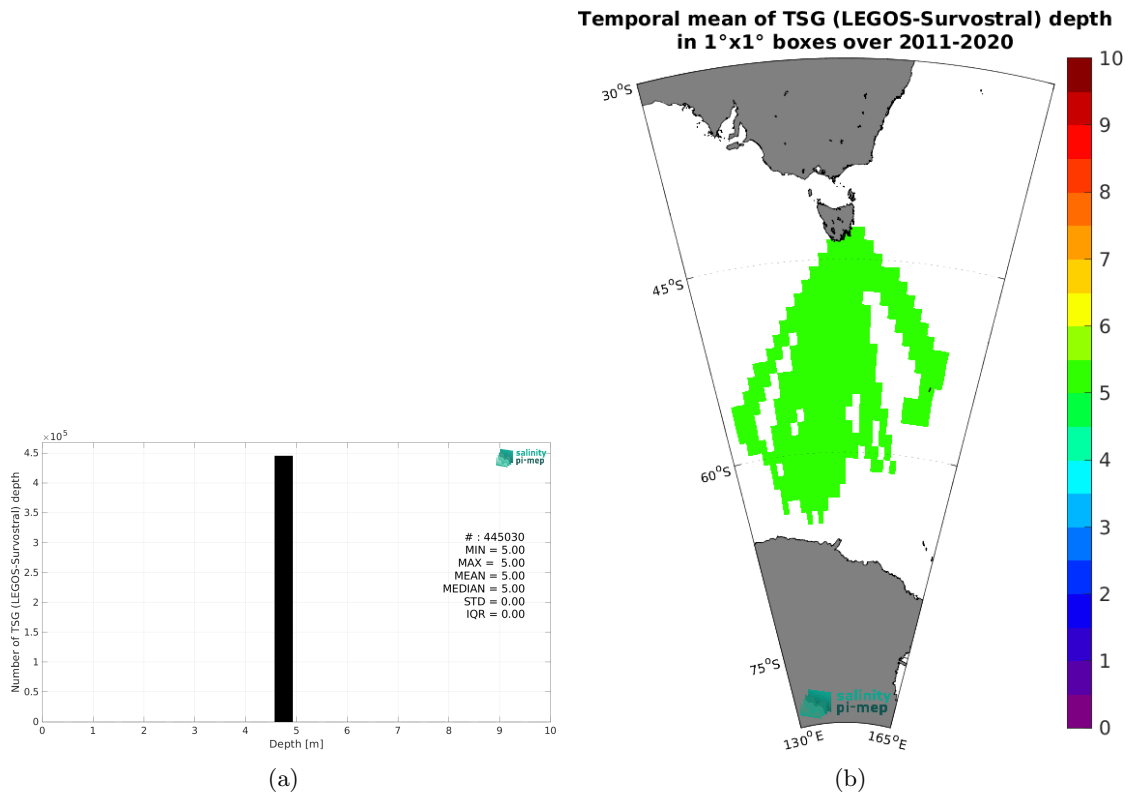 ×10⁵
4.5
4
3.5
3
2.5
2
1.5
1
0.5
0
Number of TSG (LEGOS-Survostral) depth
salinity
pi-mep
# : 445030
MIN = 5.00
MAX = 5.00
MEAN = 5.00
MEDIAN = 5.00
STD = 0.00
IQR = 0.00
0 1 2 3 4 5 6 7 8 9 10
Depth [m]
(a)
Temporal mean of TSG (LEGOS-Survostral) depth
in 1°x1° boxes over 2011-2020
30°S
45°S
60°S
75°S
130°E 165°E
salinity
pi-mep
10
9
8
7
6
5
4
3
2
1
0
(b)